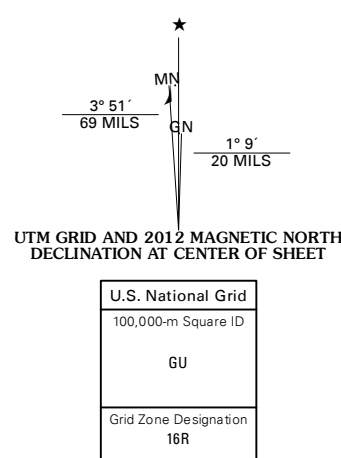 ★
MN
3° 51´
69 MILS
GN
1° 9´
20 MILS
UTM GRID AND 2012 MAGNETIC NORTH
DECLINATION AT CENTER OF SHEET
U.S. National Grid
100,000-m Square ID
GU
Grid Zone Designation
16R